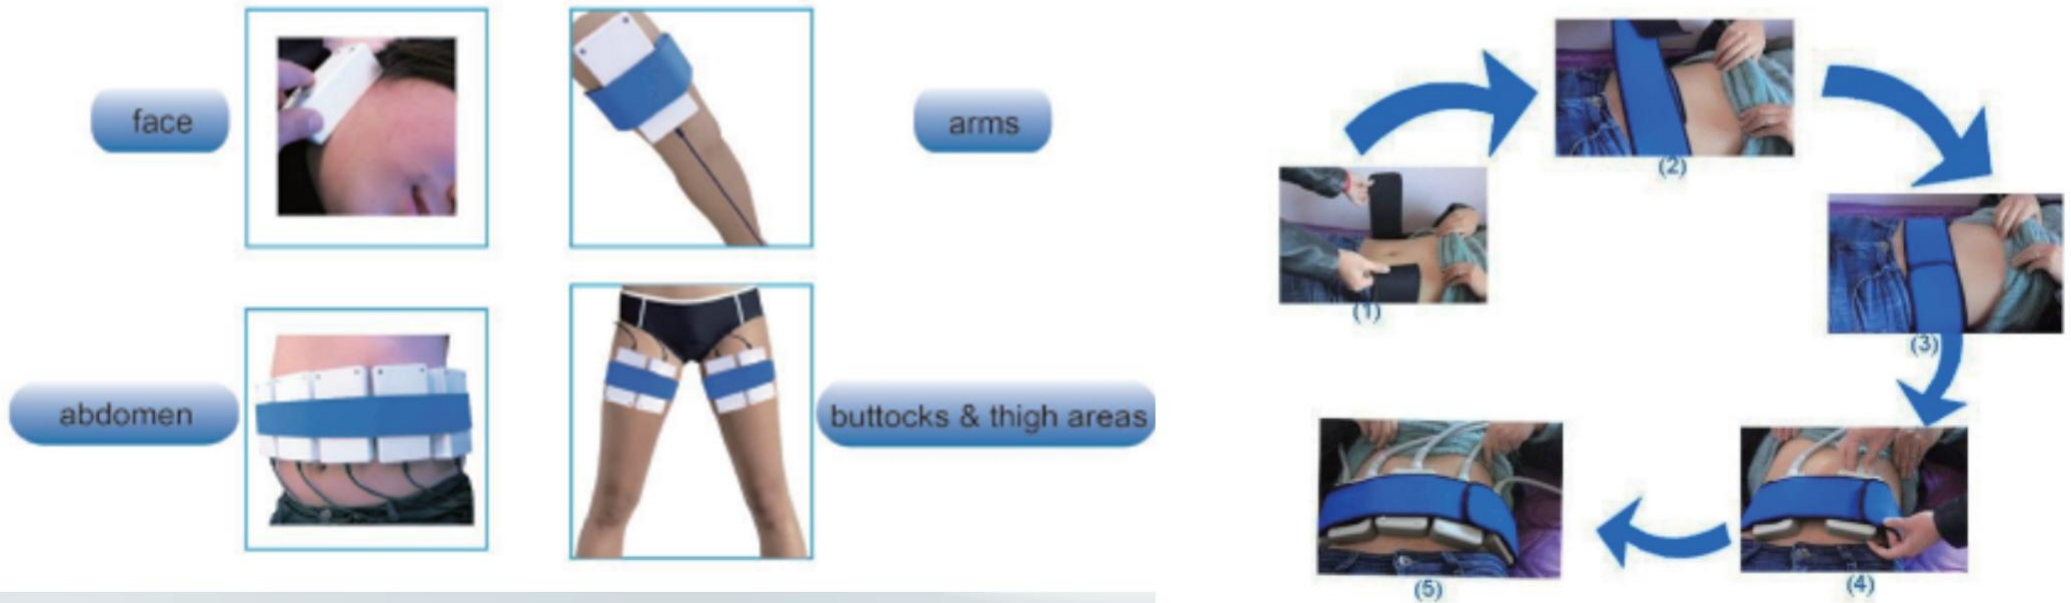 face
arms
abdomen
buttocks & thigh areas
(1)
(2)
(3)
(4)
(5)